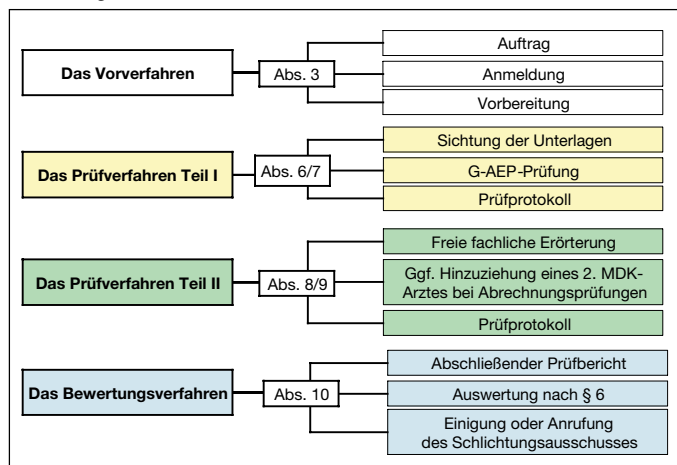 Das Vorverfahren
Abs. 3
Auftrag
Anmeldung
Vorbereitung
Das Prüfverfahren Teil I
Abs. 6/7
Sichtung der Unterlagen
G-AEP-Prüfung
Prüfprotokoll
Das Prüfverfahren Teil II
Abs. 8/9
Freie fachliche Erörterung
Ggf. Hinzuziehung eines 2. MDK-
Arztes bei Abrechnungsprüfungen
Prüfprotokoll
Das Bewertungsverfahren
Abs. 10
Abschließender Prüfbericht
Auswertung nach § 6
Einigung oder Anrufung
des Schlichtungsausschusses